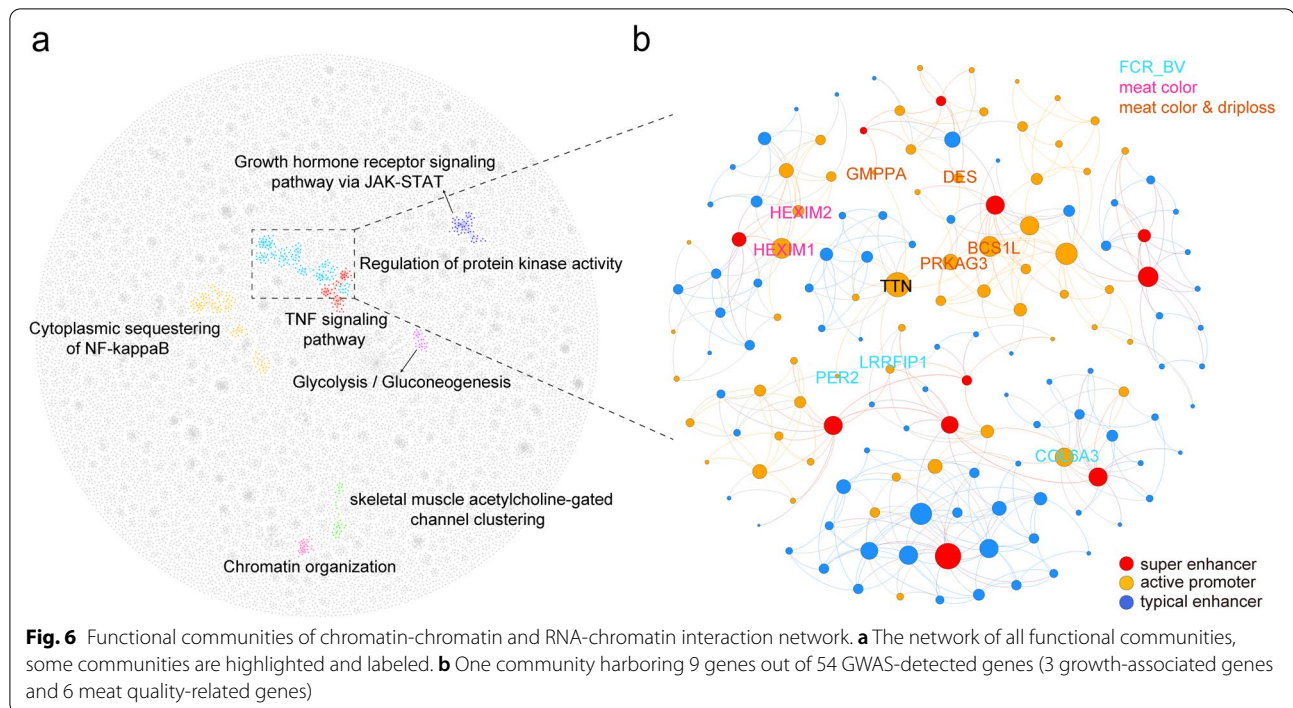 a
Growth hormone receptor signaling
pathway via JAK-STAT
Regulation of protein kinase activity
Cytoplasmic sequestering
of NF-kappaB
TNF signaling
pathway
Glycolysis / Gluconeogenesis
skeletal muscle acetylcholine-gated
channel clustering
Chromatin organization
b
FCR_BV
meat color
meat color & driploss
GMPPA
DES
HEXIM2
HEXIM1
BCS1L
PRKAG3
TTN
LRRFIP1
PER2
COL6A3
super enhancer
active promoter
typical enhancer
Fig. 6 Functional communities of chromatin-chromatin and RNA-chromatin interaction network. a The network of all functional communities,
some communities are highlighted and labeled. b One community harboring 9 genes out of 54 GWAS-detected genes (3 growth-associated genes
and 6 meat quality-related genes)